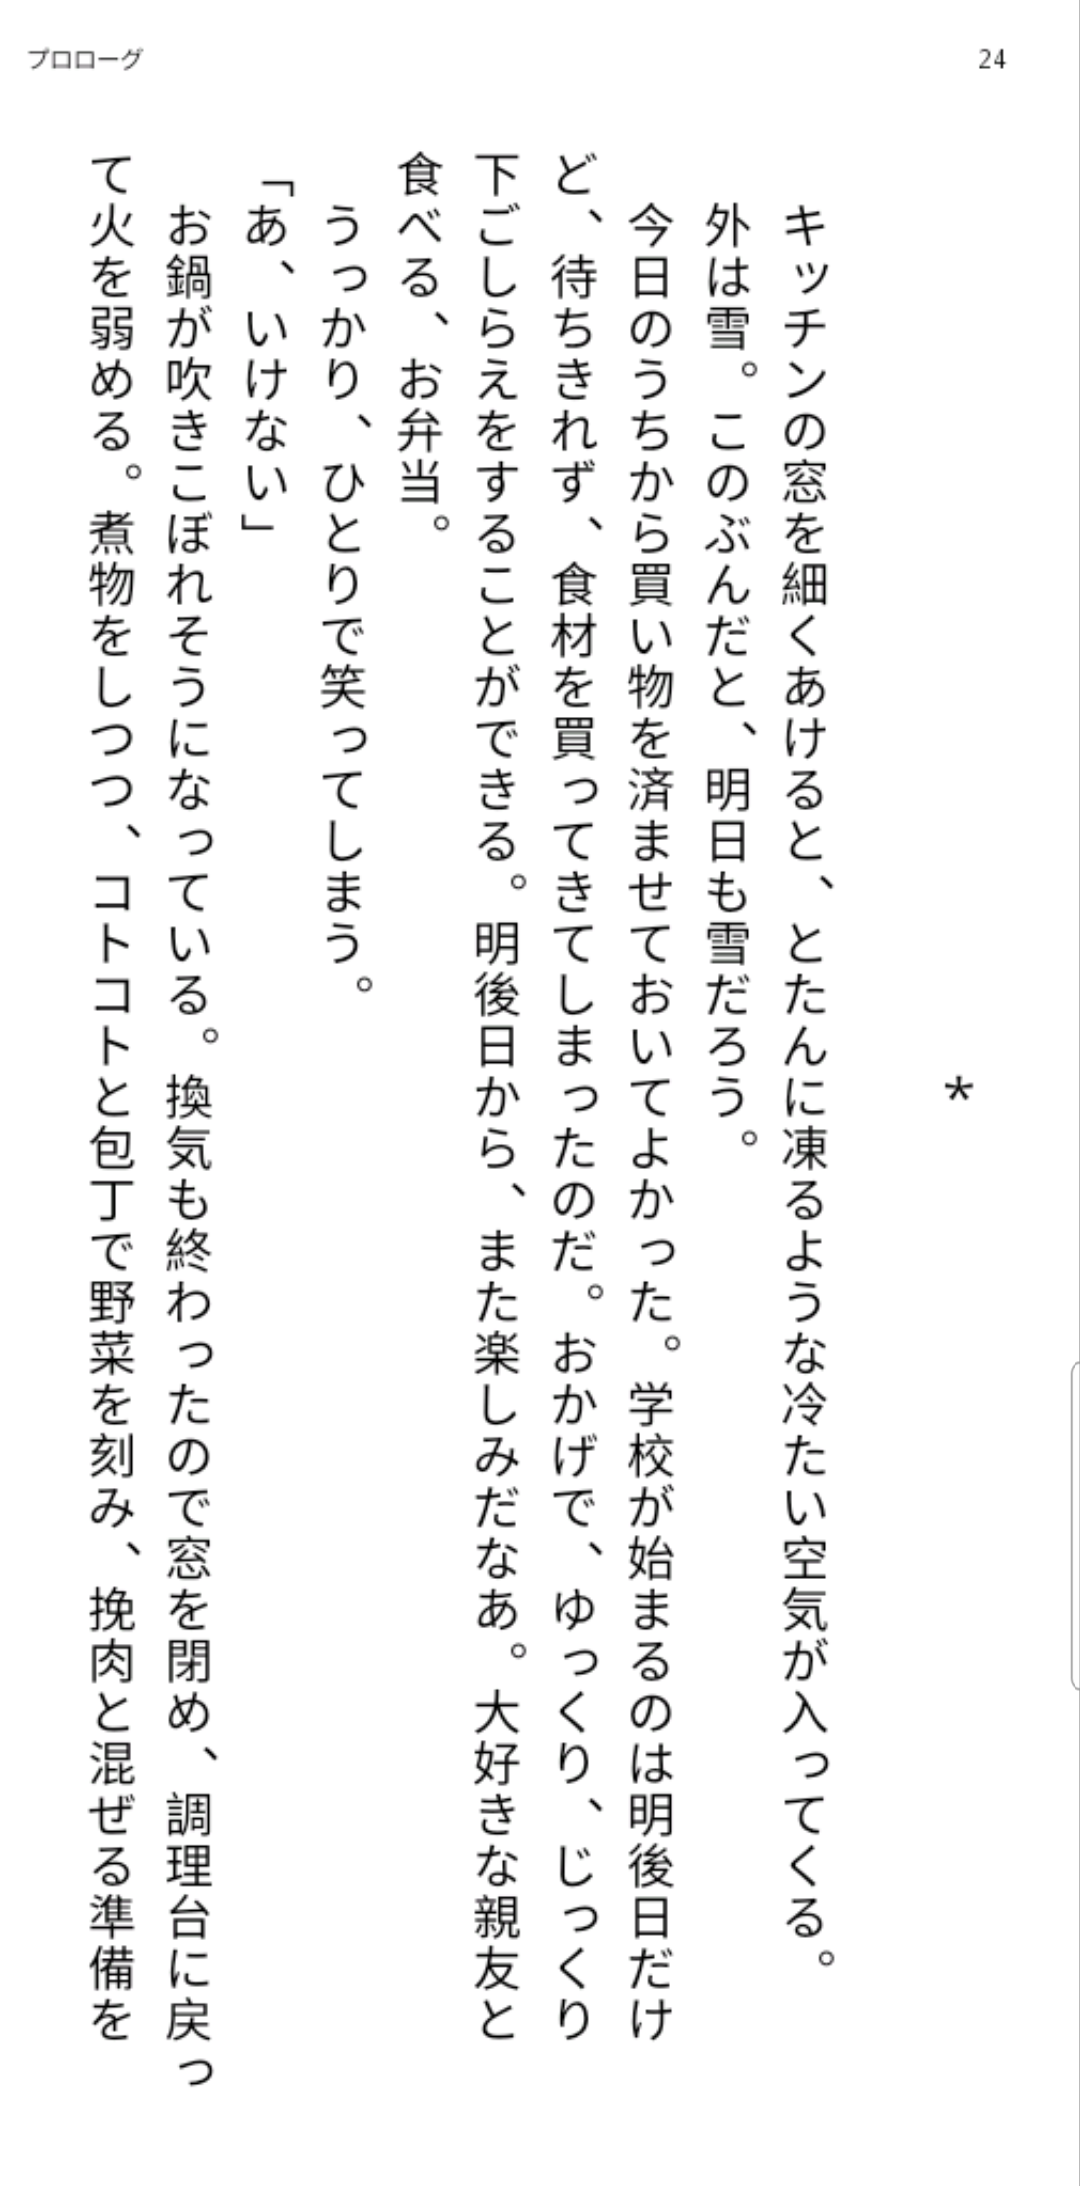 プロローグ
24
*
キッチンの窓を細くあけると、とたんに凍るような冷たい空気が入ってくる。
外は雪。このぶんだと、明日も雪だろう。
今日のうちから買い物を済ませておいてよかった。学校が始まるのは明後日だけ
ど、待ちきれず、食材を買ってきてしまったのだ。おかげで、ゆっくり、じっくり
下ごしらえをすることができる。明後日から、また楽しみだなあ。大好きな親友と
食べる、お弁当。
うっかり、ひとりで笑ってしまう。
「あ、いけない」
お鍋が吹きこぼれそうになっている。換気も終わったので窓を閉め、調理台に戻っ
て火を弱める。煮物をしつつ、コトコトと包丁で野菜を刻み、挽肉と混ぜる準備を